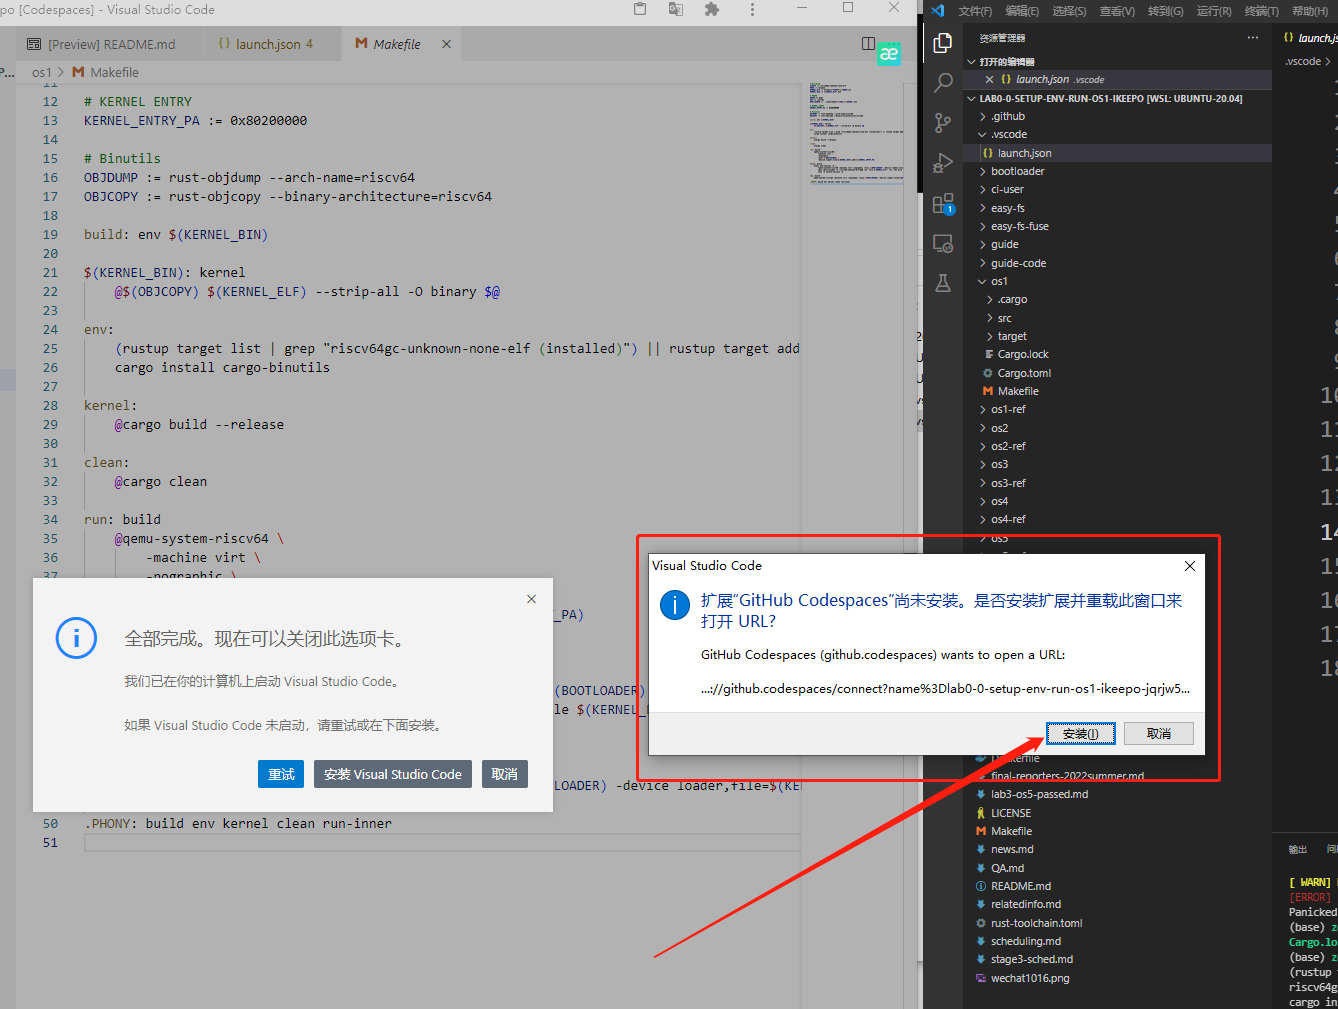 po [Codespaces] - Visual Studio Code
[Preview] README.md
launch.json 4
Makefile
æ
P...
os1 > Makefile
11
12 # KERNEL ENTRY
13 KERNEL_ENTRY_PA := 0x80200000
14
15 # Binutils
16 OBJDUMP := rust-objdump --arch-name=riscv64
17 OBJCOPY := rust-objcopy --binary-architecture=riscv64
18
19 build: env $(KERNEL_BIN)
20
21 $(KERNEL_BIN): kernel
22 @$(OBJCOPY) $(KERNEL_ELF) --strip-all -O binary $@
23
24 env:
25 (rustup target list | grep "riscv64gc-unknown-none-elf (installed)") || rustup target add
26 cargo install cargo-binutils
27
28 kernel:
29 @cargo build --release
30
31 clean:
32 @cargo clean
33
34 run: build
35 @qemu-system-riscv64 \
36 -machine virt \
37 -nographic \
_PA)
(BOOTLOADER)
le $(KERNEL_
LOADER) -device loader,file=$(KE
50 .PHONY: build env kernel clean run-inner
51
全部完成。现在可以关闭此选项卡。
我们已在你的计算机上启动 Visual Studio Code。
如果 Visual Studio Code 未启动，请重试或在下面安装。
重试
安装 Visual Studio Code
取消
Visual Studio Code
扩展“GitHub Codespaces”尚未安装。是否安装扩展并重载此窗口来
打开 URL?
GitHub Codespaces (github.codespaces) wants to open a URL:
...://github.codespaces/connect?name%3Dlab0-0-setup-env-run-os1-ikeepo-jqrjw5...
安装(I)
取消
文件(F) 编辑(E) 选择(S) 查看(V) 转到(G) 运行(R) 终端(T) 帮助(H)
资源管理器
打开的编辑器
launch.json .vscode
LAB0-0-SETUP-ENV-RUN-OS1-IKEEPO [WSL: UBUNTU-20.04]
.github
.vscode
launch.json
bootloader
ci-user
1
easy-fs
easy-fs-fuse
guide
guide-code
os1
.cargo
src
target
Cargo.lock
Cargo.toml
Makefile
os1-ref
os2
os2-ref
os3
os3-ref
os4
os4-ref
os5
final-reporters-2022summer.md
lab3-os5-passed.md
LICENSE
Makefile
news.md
QA.md
README.md
relatedinfo.md
rust-toolchain.toml
scheduling.md
stage3-sched.md
wechat1016.png
launch.js
.vscode >
10
11
12
13
14
15
16
17
18
输出
[ WARN]
[ERROR]
Panicked
(base) z
Cargo.lo
(base) z
(rustup
riscv64g
cargo in